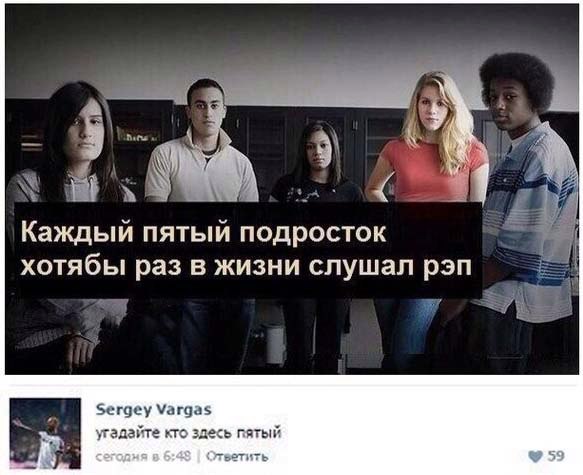 Каждый пятый подросток
хотябы раз в жизни слушал рэп
Sergey Vargas
угадайте кто здесь пятый
сегодня в 6:48 | Ответить
59